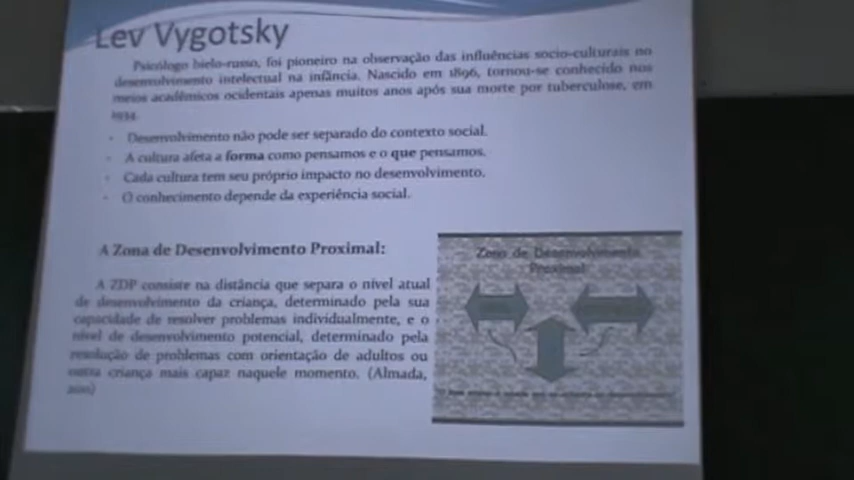 Lev Vygotsky
Psicólogo bielo-russo, foi pioneiro na observação das influências socio-culturais no
desenvolvimento intelectual na infância. Nascido em 1896, tornou-se conhecido nos
meios acadêmicos ocidentais apenas muitos anos após sua morte por tuberculose, em
1934.
- Desenvolvimento não pode ser separado do contexto social.
- A cultura afeta a forma como pensamos e o que pensamos.
- Cada cultura tem seu próprio impacto no desenvolvimento.
- O conhecimento depende da experiência social.
A Zona de Desenvolvimento Proximal:
A ZDP consiste na distância que separa o nível atual
de desenvolvimento da criança, determinado pela sua
capacidade de resolver problemas individualmente, e o
nível de desenvolvimento potencial, determinado pela
resolução de problemas com orientação de adultos ou
outra criança mais capaz naquele momento. (Almada,
Zona de Desenvolvimento
Proximal